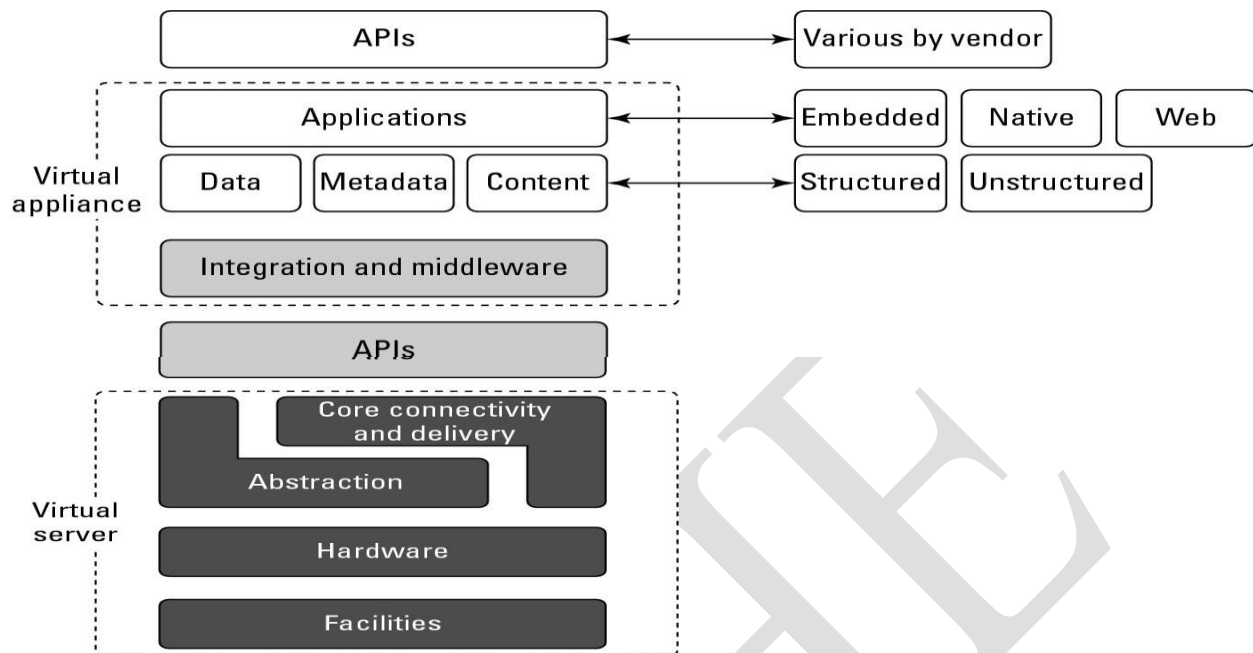 APIs
Various by vendor
Applications
Embedded
Native
Web
Virtual
appliance
Data
Metadata
Content
Structured
Unstructured
Integration and middleware
APIs
Core connectivity
and delivery
Abstraction
Virtual
server
Hardware
Facilities